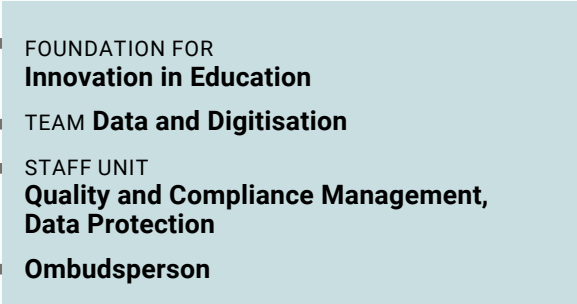 FOUNDATION FOR
Innovation in Education
TEAM Data and Digitisation
STAFF UNIT
Quality and Compliance Management,
Data Protection
Ombudsperson